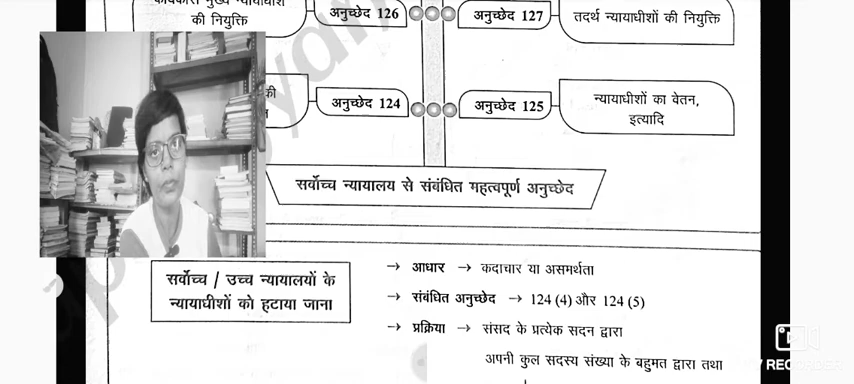 कार्यकारी मुख्य न्यायाधीश
की नियुक्ति
अनुच्छेद 126
अनुच्छेद 127
तदर्थ न्यायाधीशों की नियुक्ति
की
अनुच्छेद 124
अनुच्छेद 125
न्यायाधीशों का वेतन,
इत्यादि
सर्वोच्च न्यायालय से संबंधित महत्वपूर्ण अनुच्छेद
सर्वोच्च / उच्च न्यायालयों के
न्यायाधीशों को हटाया जाना
→ आधार → कदाचार या असमर्थता
→ संबंधित अनुच्छेद → 124 (4) और 124 (5)
→ प्रक्रिया → संसद के प्रत्येक सदन द्वारा
अपनी कुल सदस्य संख्या के बहुमत द्वारा तथा
RECORDER